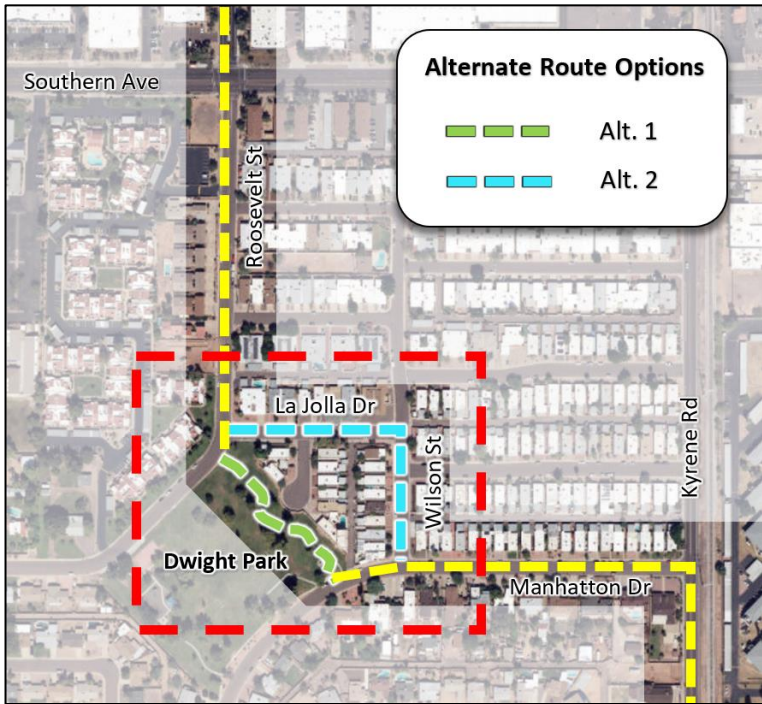 Alternate Route Options
Alt. 1
Alt. 2
Southern Ave
Roosevelt St
La Jolla Dr
Wilson St
Kyrene Rd
Dwight Park
Manhatton Dr